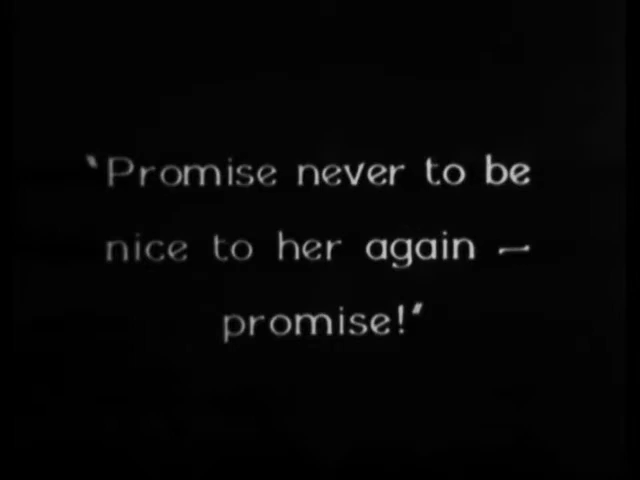 "Promise never to be
nice to her again —
promise!"